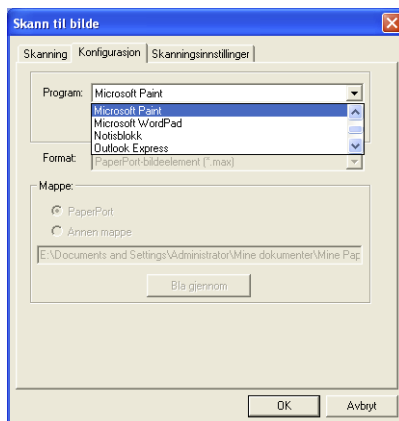 Skann til bilde
Skanning Konfigurasjon Skanningsinnstillinger
Program: Microsoft Paint
Microsoft Paint
Microsoft WordPad
Notisblokk
Outlook Express
Format: PaperPort-bildeelement (*.max)
Mappe:
PaperPort
Annen mappe
E:\Documents and Settings\Administrator\Mine dokumenter\Mine Pap
Bla gjennom
OK Avbryt